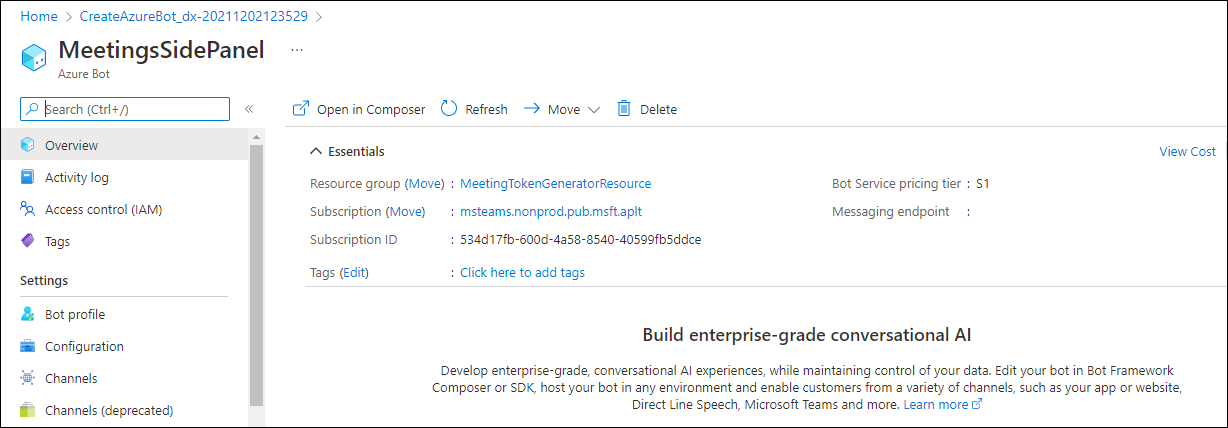 Home > CreateAzureBot_dx-20211202123529 >
MeetingsSidePanel ...
Azure Bot
Search (Ctrl+/) «
Open in Composer Refresh Move Delete
Overview
Activity log
Access control (IAM)
Tags
Settings
Bot profile
Configuration
Channels
Channels (deprecated)
Essentials View Cost
Resource group (Move) : MeetingTokenGeneratorResource Bot Service pricing tier : S1
Subscription (Move) : msteams.nonprod.pub.msft.aplt Messaging endpoint :
Subscription ID : 534d17fb-600d-4a58-8540-40599fb5ddce
Tags (Edit) : Click here to add tags
Build enterprise-grade conversational AI
Develop enterprise-grade, conversational AI experiences, while maintaining control of your data. Edit your bot in Bot Framework
Composer or SDK, host your bot in any environment and enable customers from a variety of channels, such as your app or website,
Direct Line Speech, Microsoft Teams and more. Learn more